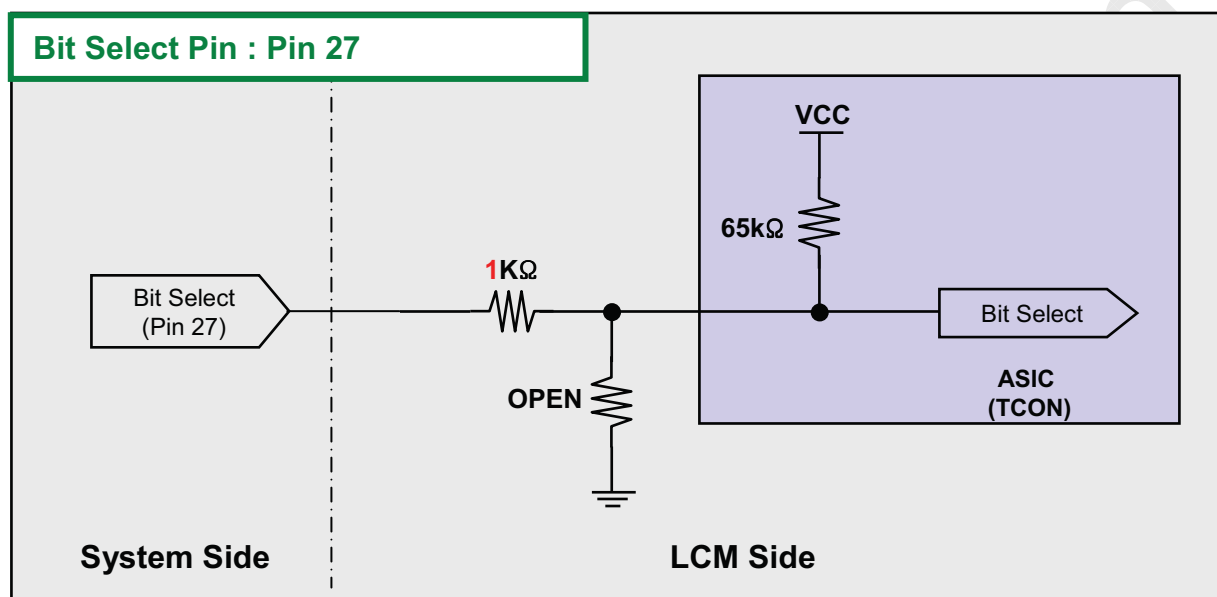 Bit Select Pin : Pin 27
VCC
65kΩ
1KΩ
Bit Select
(Pin 27)
Bit Select
OPEN
ASIC
(TCON)
System Side
LCM Side